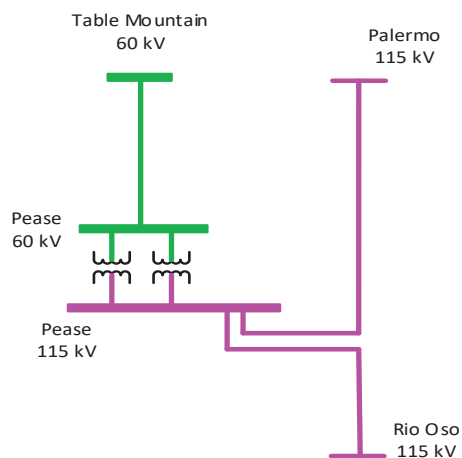 Table Mountain
60 kV
Palermo
115 kV
Pease
60 kV
Pease
115 kV
Rio Oso
115 kV